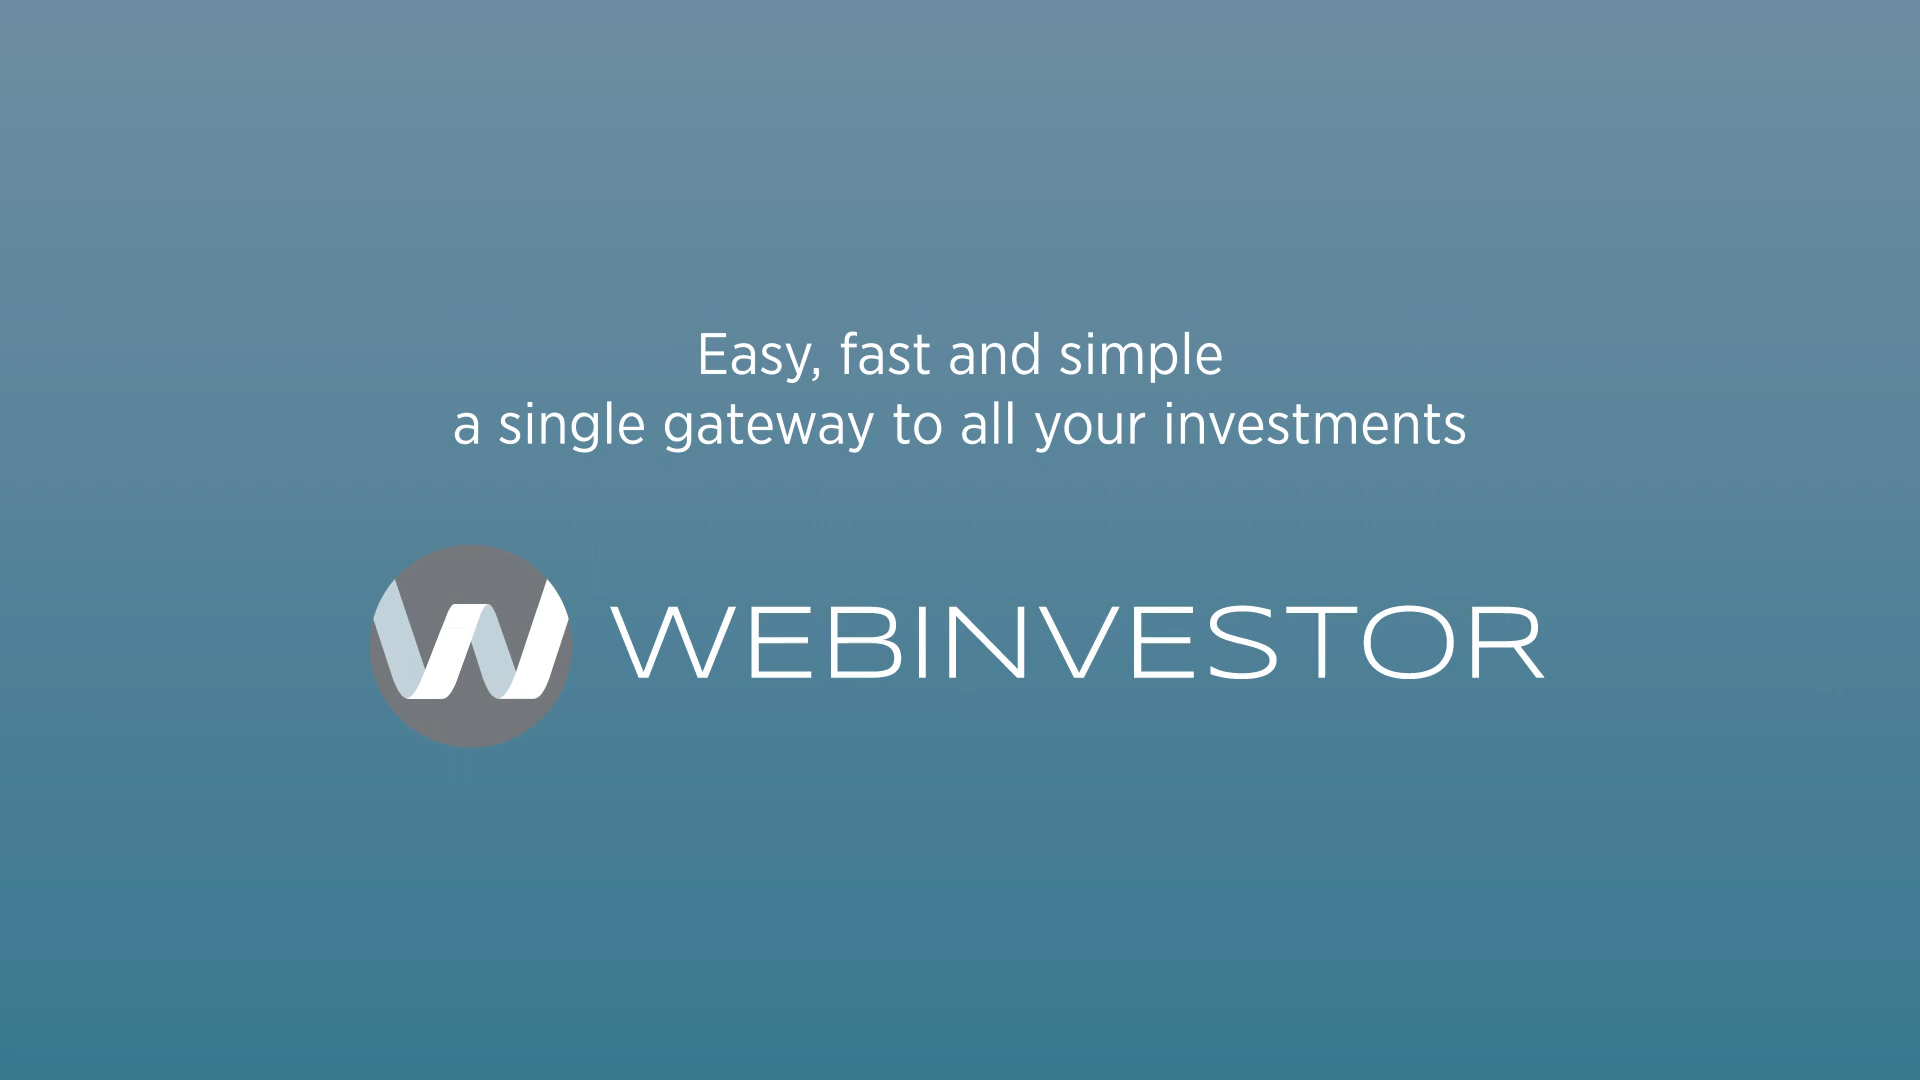 Easy, fast and simple
a single gateway to all your investments
WEBINVESTOR